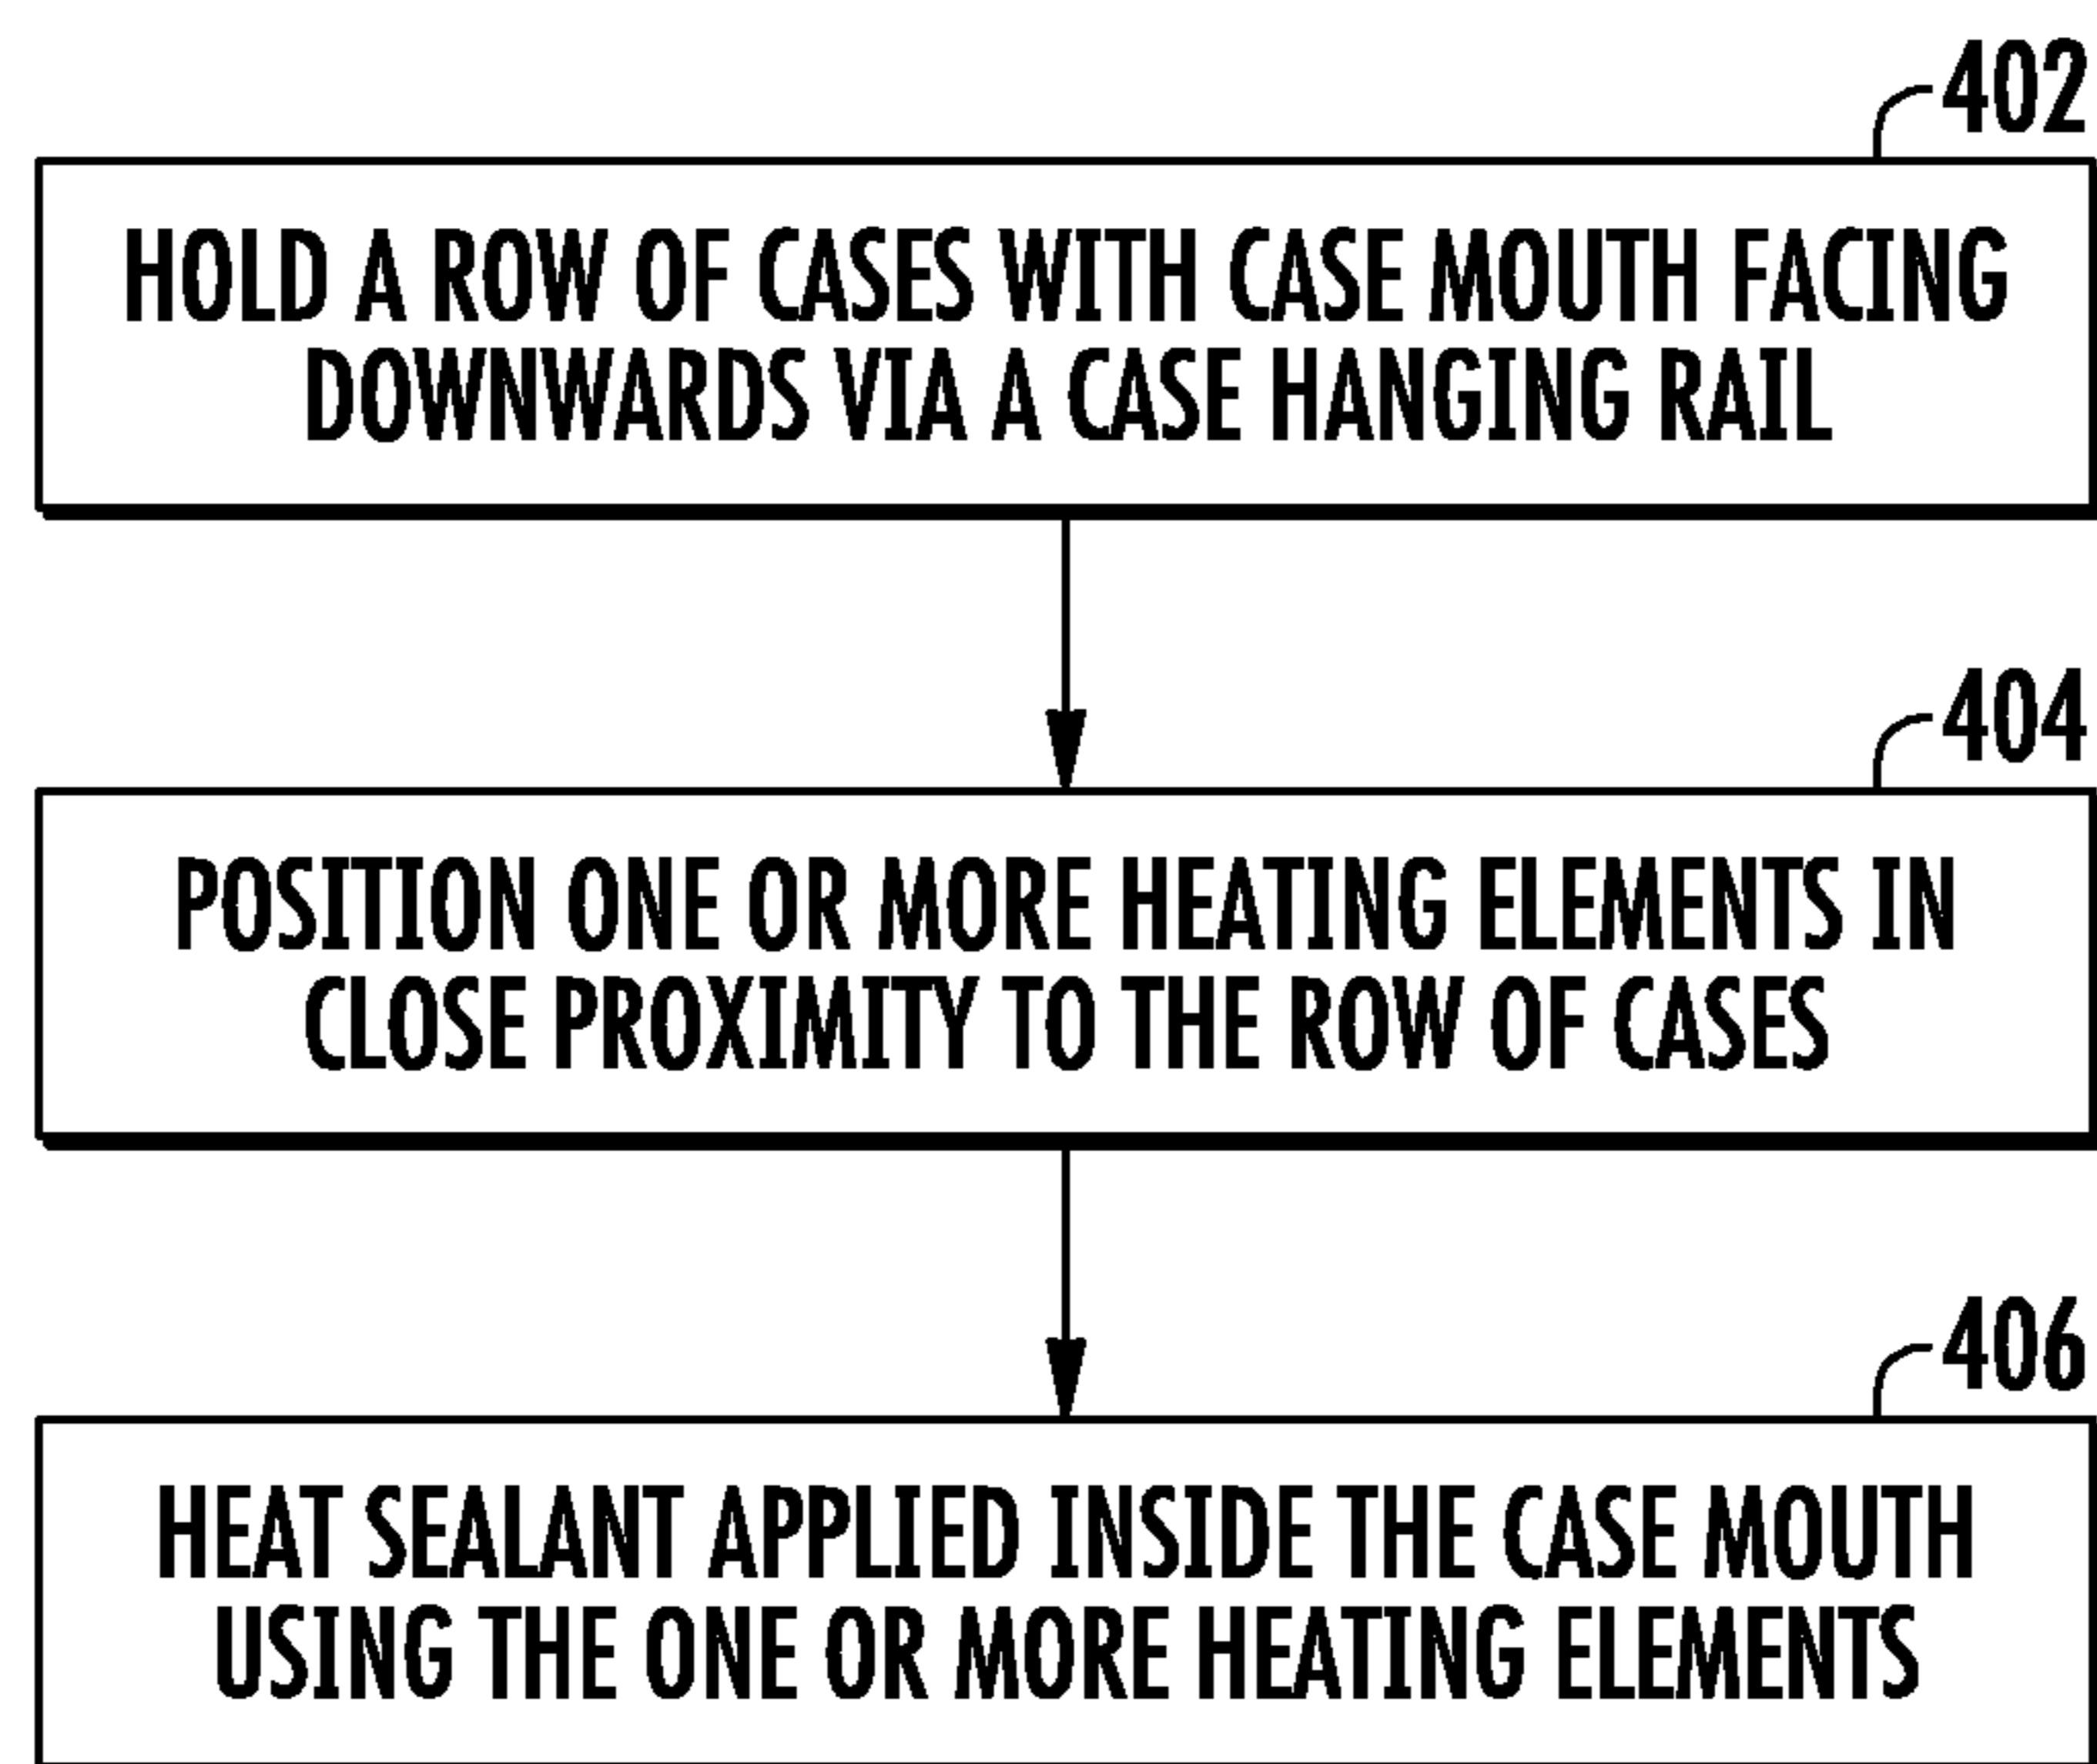 402
HOLD A ROW OF CASES WITH CASE MOUTH FACING
DOWNWARDS VIA A CASE HANGING RAIL
404
POSITION ONE OR MORE HEATING ELEMENTS IN
CLOSE PROXIMITY TO THE ROW OF CASES
406
HEAT SEALANT APPLIED INSIDE THE CASE MOUTH
USING THE ONE OR MORE HEATING ELEMENTS